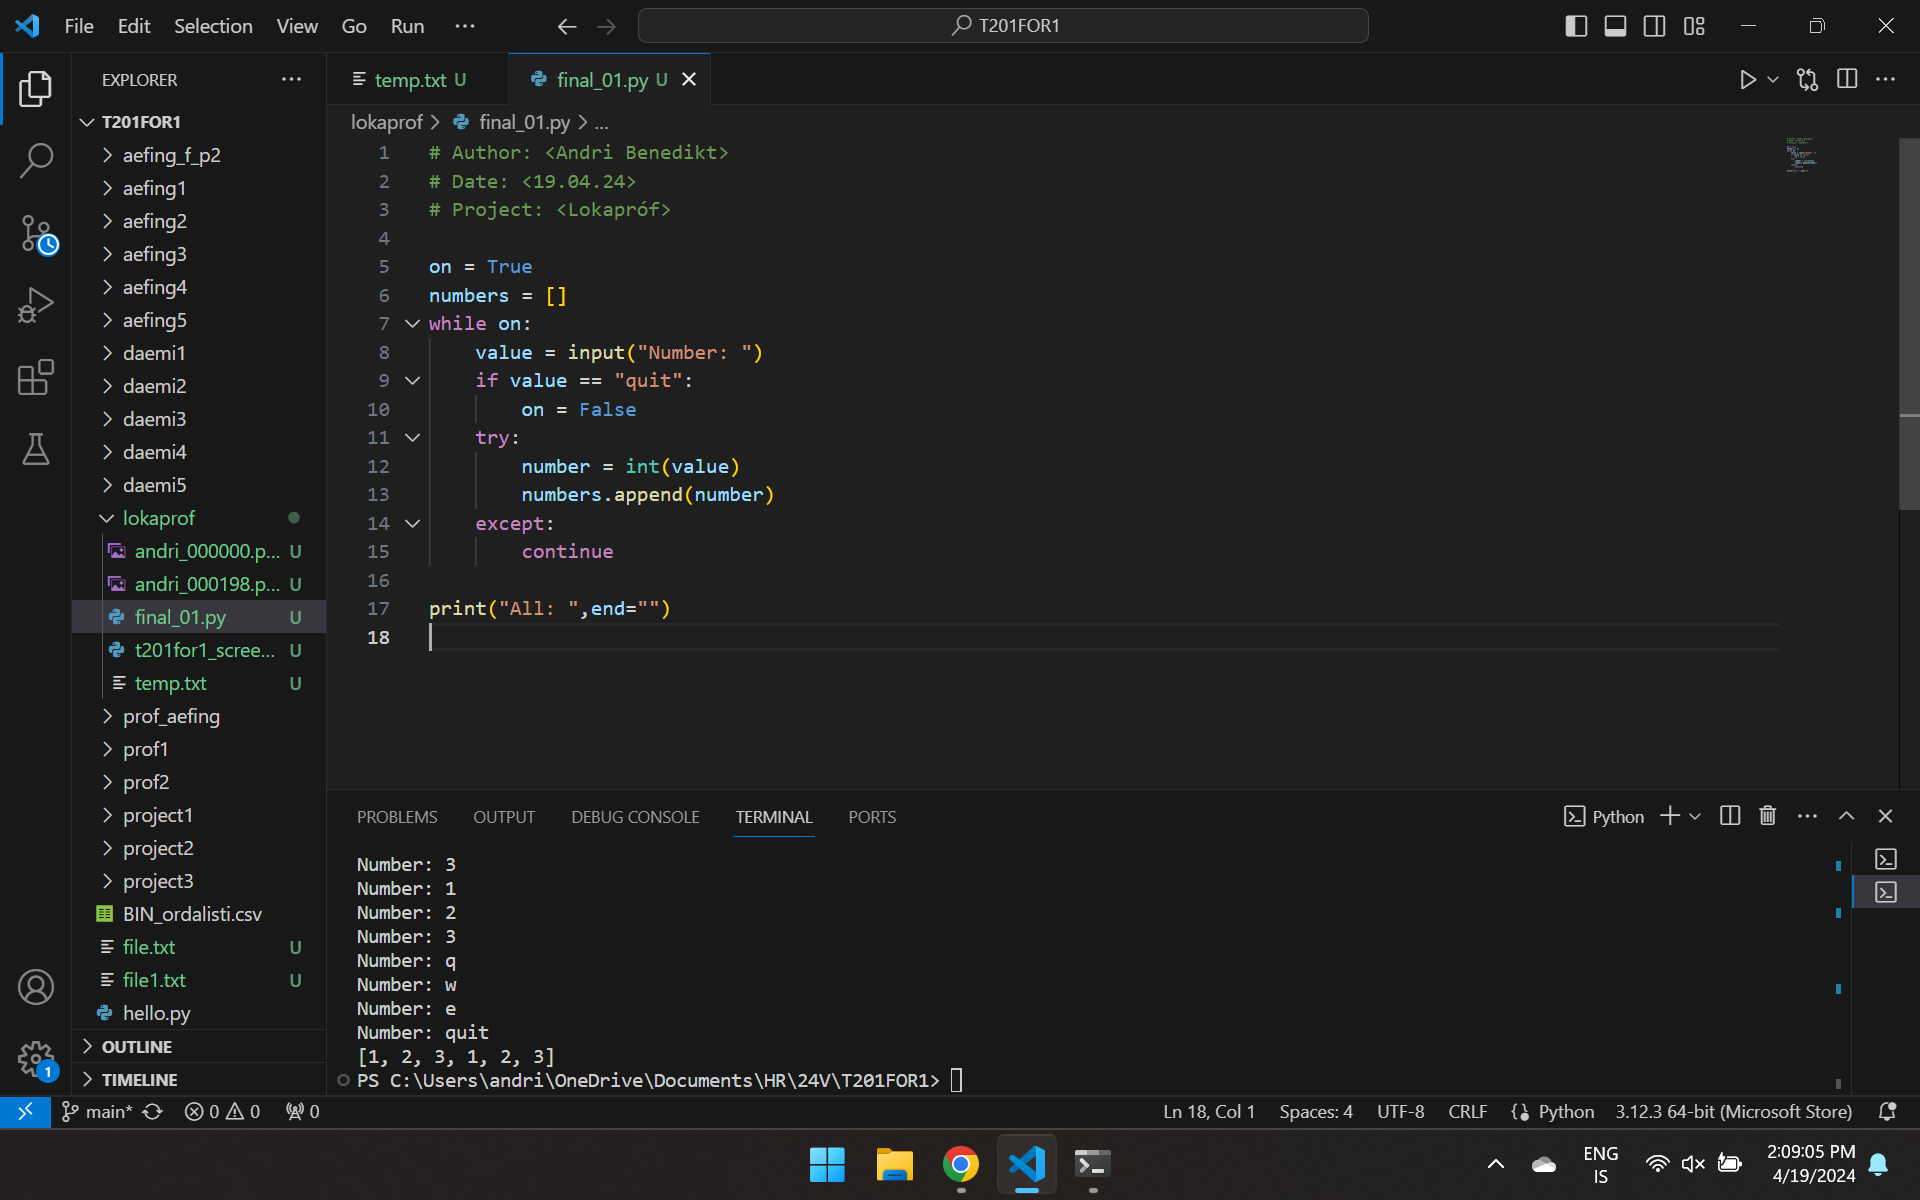 File Edit Selection View Go Run ··· T201FOR1
EXPLORER ···
T201FOR1
aefing_f_p2
aefing1
aefing2
aefing3
aefing4
aefing5
daemi1
daemi2
daemi3
daemi4
daemi5
lokaprof
andri_000000.p... U
andri_000198.p... U
final_01.py U
t201for1_scree... U
temp.txt U
prof_aefing
prof1
prof2
project1
project2
project3
BIN_ordalisti.csv
file.txt U
file1.txt U
hello.py
OUTLINE
TIMELINE
1
temp.txt U final_01.py U
lokaprof > final_01.py > ...
1 # Author: <Andri Benedikt>
2 # Date: <19.04.24>
3 # Project: <Lokapróf>
4
5 on = True
6 numbers = []
7 while on:
8 value = input("Number: ")
9 if value == "quit":
10 on = False
11 try:
12 number = int(value)
13 numbers.append(number)
14 except:
15 continue
16
17 print("All: ",end="")
18
PROBLEMS OUTPUT DEBUG CONSOLE TERMINAL PORTS Python
Number: 3
Number: 1
Number: 2
Number: 3
Number: q
Number: w
Number: e
Number: quit
[1, 2, 3, 1, 2, 3]
PS C:\Users\andri\OneDrive\Documents\HR\24V\T201FOR1>
main* 0 0 0 Ln 18, Col 1 Spaces: 4 UTF-8 CRLF Python 3.12.3 64-bit (Microsoft Store)
ENG
IS
2:09:05 PM
4/19/2024